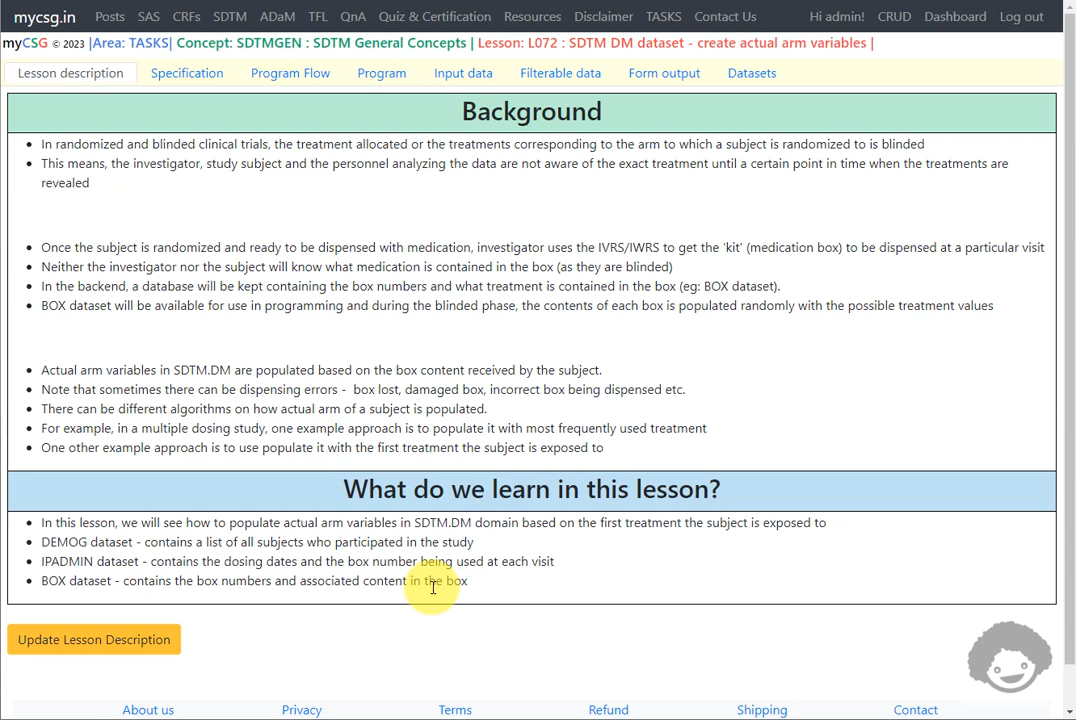 mycsg.in Posts SAS CRFs SDTM ADaM TFL QnA Quiz & Certification Resources Disclaimer TASKS Contact Us Hi admin! CRUD Dashboard Log out
myCSG © 2023 |Area: TASKS| Concept: SDTMGEN : SDTM General Concepts | Lesson: L072 : SDTM DM dataset - create actual arm variables |
Lesson description Specification Program Flow Program Input data Filterable data Form output Datasets
Background
• In randomized and blinded clinical trials, the treatment allocated or the treatments corresponding to the arm to which a subject is randomized to is blinded
• This means, the investigator, study subject and the personnel analyzing the data are not aware of the exact treatment until a certain point in time when the treatments are
revealed
• Once the subject is randomized and ready to be dispensed with medication, investigator uses the IVRS/IWRS to get the 'kit' (medication box) to be dispensed at a particular visit
• Neither the investigator nor the subject will know what medication is contained in the box (as they are blinded)
• In the backend, a database will be kept containing the box numbers and what treatment is contained in the box (eg: BOX dataset).
• BOX dataset will be available for use in programming and during the blinded phase, the contents of each box is populated randomly with the possible treatment values
• Actual arm variables in SDTM.DM are populated based on the box content received by the subject.
• Note that sometimes there can be dispensing errors - box lost, damaged box, incorrect box being dispensed etc.
• There can be different algorithms on how actual arm of a subject is populated.
• For example, in a multiple dosing study, one example approach is to populate it with most frequently used treatment
• One other example approach is to use populate it with the first treatment the subject is exposed to
What do we learn in this lesson?
• In this lesson, we will see how to populate actual arm variables in SDTM.DM domain based on the first treatment the subject is exposed to
• DEMOG dataset - contains a list of all subjects who participated in the study
• IPADMIN dataset - contains the dosing dates and the box number being used at each visit
• BOX dataset - contains the box numbers and associated content in the box
Update Lesson Description
About us Privacy Terms Refund Shipping Contact